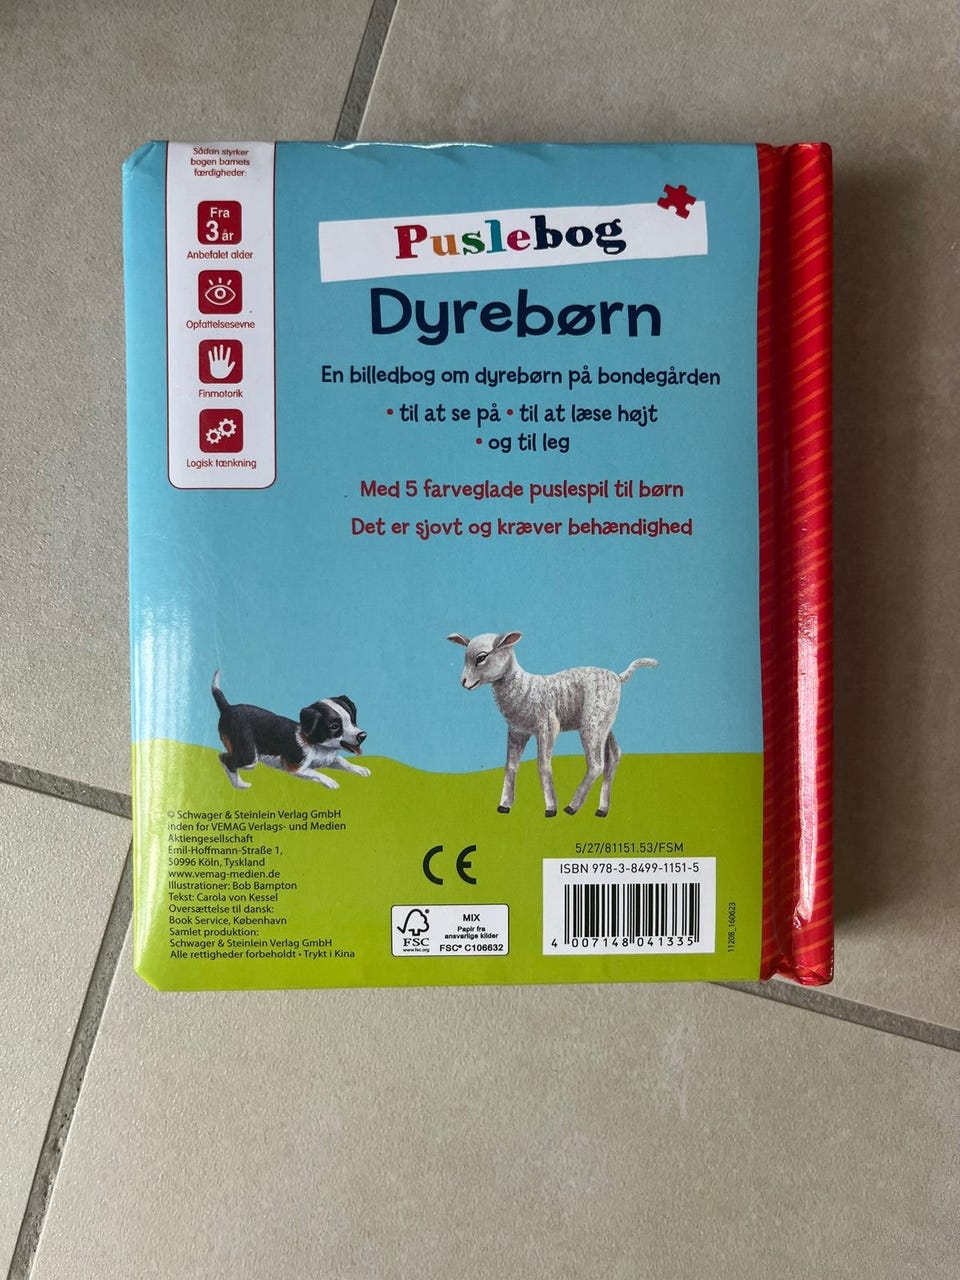 Sådan styrker
bogen barnets
færdigheder:
Fra
3 år
Anbefalet alder
Opfattelsesevne
Finmotorik
Logisk tænkning
Puslebog
Dyrebørn
En billedbog om dyrebørn på bondegården
• til at se på • til at læse højt
• og til leg
Med 5 farveglade puslespil til børn
Det er sjovt og kræver behændighed
© Schwager & Steinlein Verlag GmbH
inden for VEMAG Verlags- und Medien
Aktiengesellschaft
Emil-Hoffmann-Straße 1,
50996 Köln, Tyskland
www.vemag-medien.de
Illustrationer: Bob Bampton
Tekst: Carola von Kessel
Oversættelse til dansk:
Book Service, København
Samlet produktion:
Schwager & Steinlein Verlag GmbH
Alle rettigheder forbeholdt • Trykt i Kina
CE
FSC
www.fsc.org
MIX
Papir fra
ansvarlige kilder
FSC® C106632
5/27/81151.53/FSM
ISBN 978-3-8499-1151-5
4 007148 041335
11208_160623